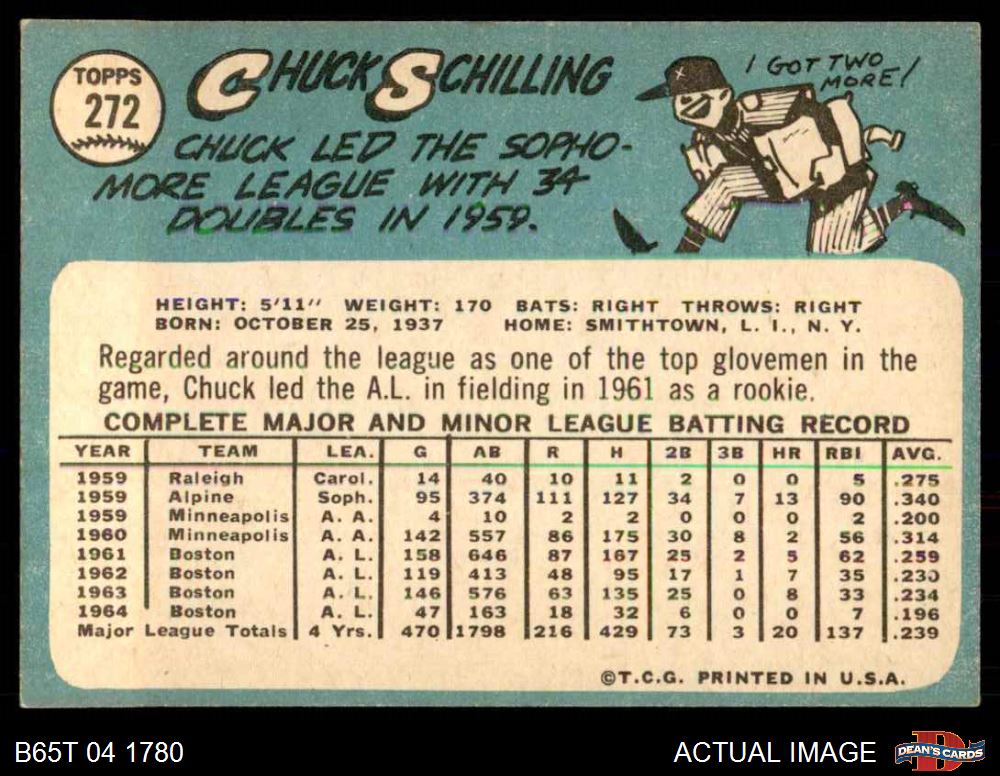 TOPPS
272
CHUCK SCHILLING
I GOT TWO
MORE!
CHUCK LED THE SOPHO-
MORE LEAGUE WITH 34
DOUBLES IN 1959.
HEIGHT: 5'11" WEIGHT: 170 BATS: RIGHT THROWS: RIGHT
BORN: OCTOBER 25, 1937 HOME: SMITHTOWN, L. I., N. Y.
Regarded around the league as one of the top glovemen in the
game, Chuck led the A.L. in fielding in 1961 as a rookie.
COMPLETE MAJOR AND MINOR LEAGUE BATTING RECORD
YEAR TEAM LEA. G AB R H 2B 3B HR RBI AVG.
1959 Raleigh Carol. 14 40 10 11 2 0 0 5 .275
1959 Alpine Soph. 95 374 111 127 34 7 13 90 .340
1959 Minneapolis A. A. 4 10 2 2 0 0 0 2 .200
1960 Minneapolis A. A. 142 557 86 175 30 8 2 56 .314
1961 Boston A. L. 158 646 87 167 25 2 5 62 .259
1962 Boston A. L. 119 413 48 95 17 1 7 35 .230
1963 Boston A. L. 146 576 63 135 25 0 8 33 .234
1964 Boston A. L. 47 163 18 32 6 0 0 7 .196
Major League Totals 4 Yrs. 470 1798 216 429 73 3 20 137 .239
©T.C.G. PRINTED IN U.S.A.
B65T 04 1780
ACTUAL IMAGE
DEAN'S CARDS